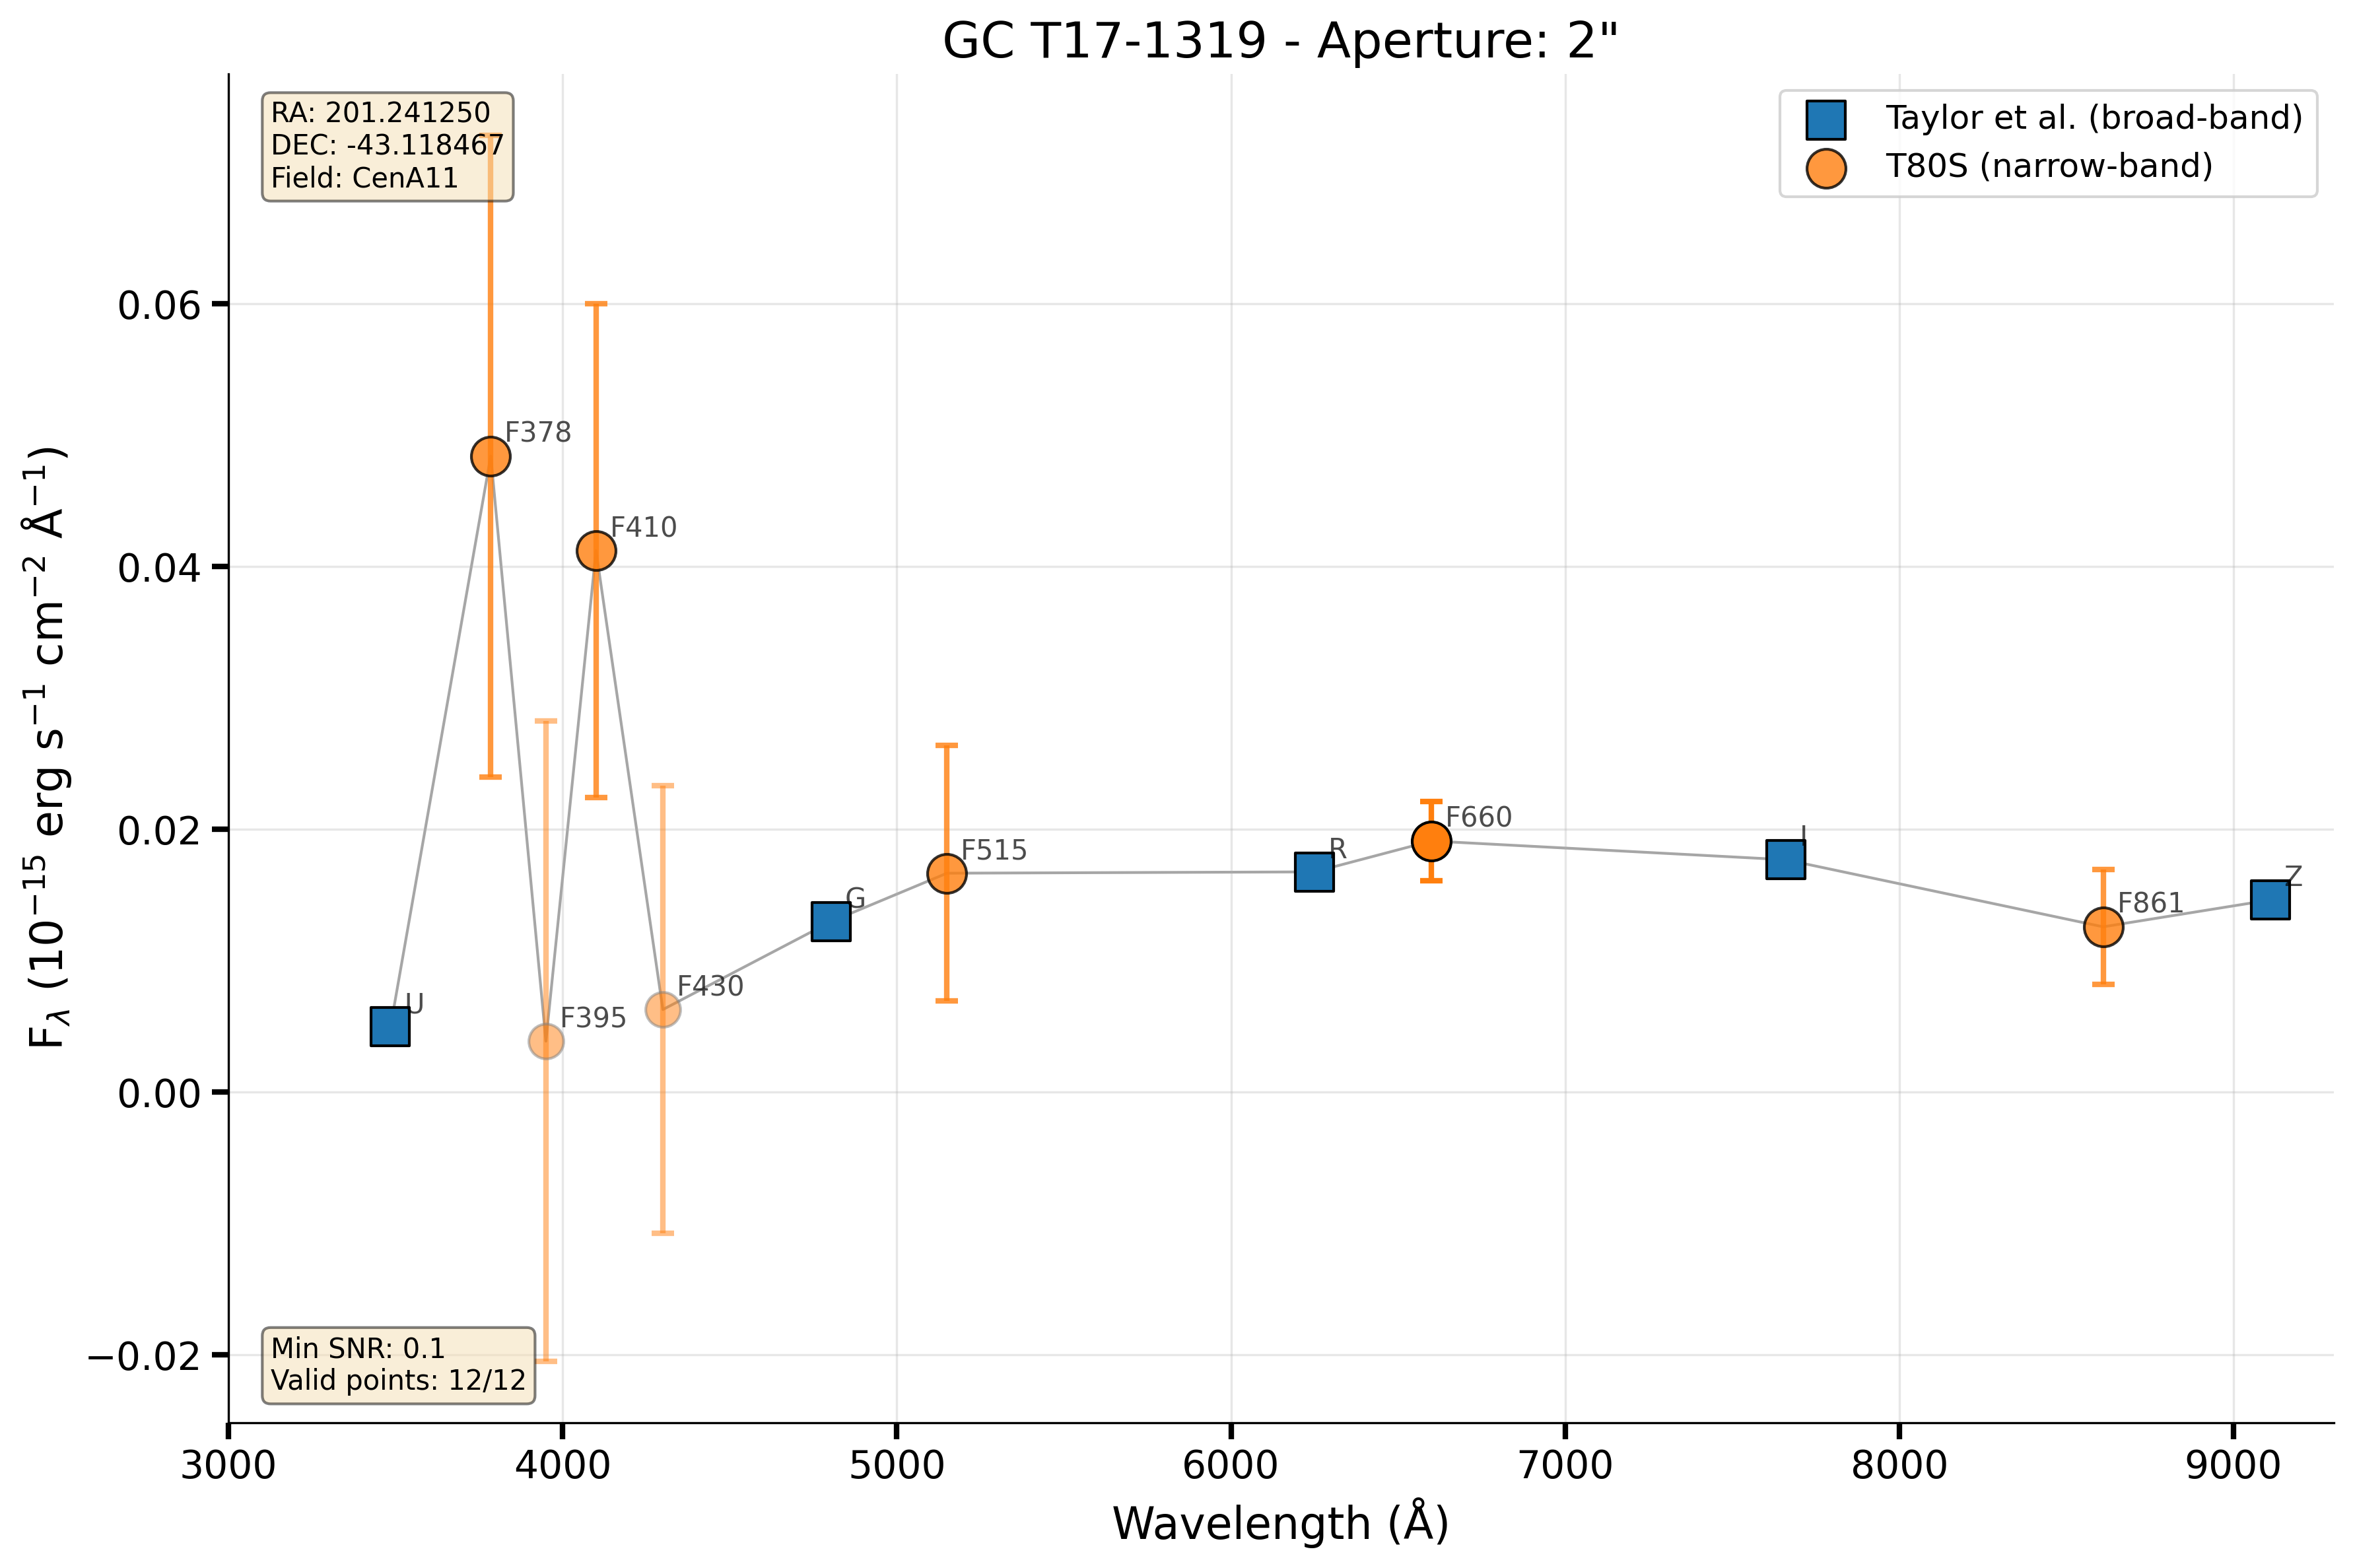 GC T17-1319 - Aperture: 2"
RA: 201.241250
DEC: -43.118467
Field: CenA11
Taylor et al. (broad-band)
T80S (narrow-band)
F_λ (10⁻¹⁵ erg s⁻¹ cm⁻² Å⁻¹)
0.06
0.04
0.02
0.00
−0.02
U
F378
F395
F410
F430
G
F515
R
F660
I
F861
Z
Min SNR: 0.1
Valid points: 12/12
3000 4000 5000 6000 7000 8000 9000
Wavelength (Å)